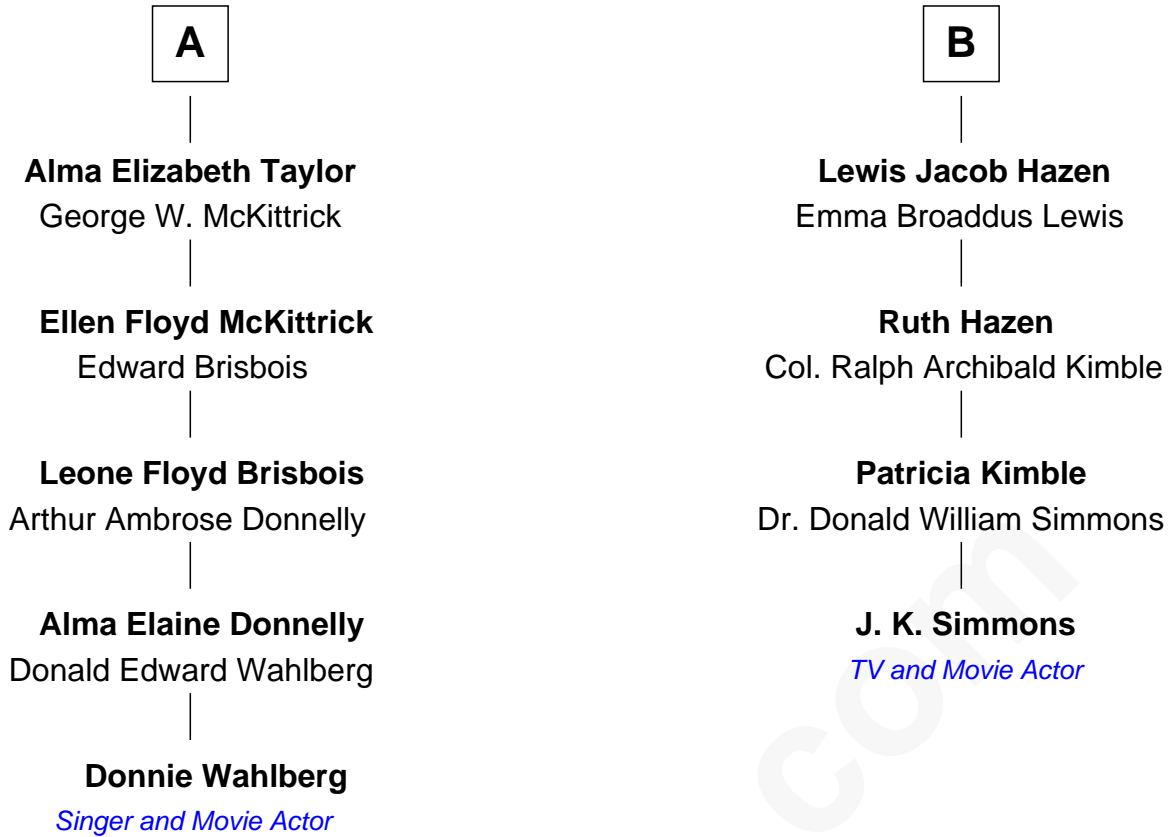 A
Alma Elizabeth Taylor
George W. McKittrick
Ellen Floyd McKittrick
Edward Brisbois
Leone Floyd Brisbois
Arthur Ambrose Donnelly
Alma Elaine Donnelly
Donald Edward Wahlberg
Donnie Wahlberg
Singer and Movie Actor
B
Lewis Jacob Hazen
Emma Broaddus Lewis
Ruth Hazen
Col. Ralph Archibald Kimble
Patricia Kimble
Dr. Donald William Simmons
J. K. Simmons
TV and Movie Actor
com